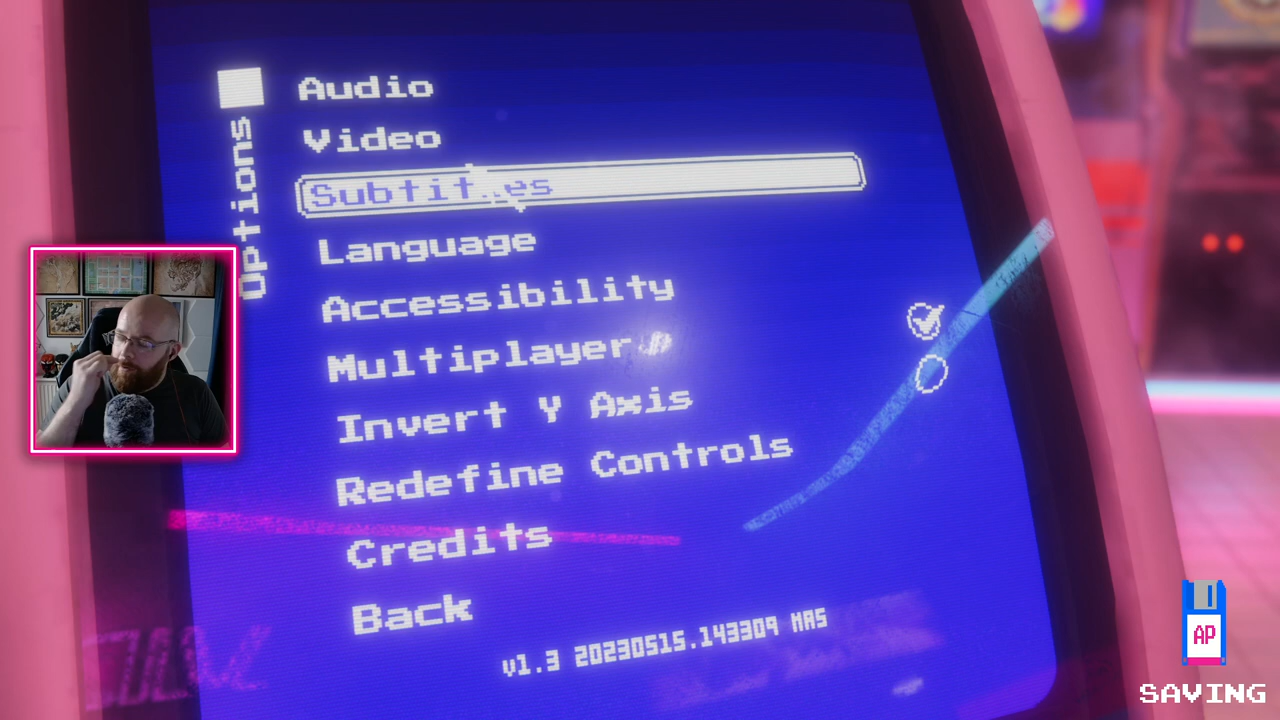 Options
Audio
Video
Subtitles
Language
Accessibility
Multiplayer
Invert Y Axis
Redefine Controls
Credits
Back
v1.3 20230515.143309 MAS
AP
SAVING